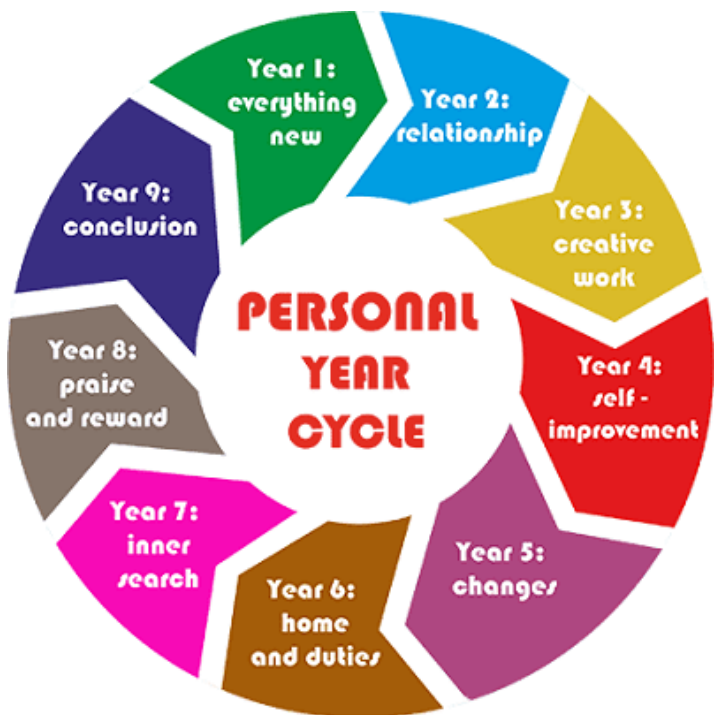 PERSONAL
YEAR
CYCLE
Year 1:
everything
new
Year 2:
relationship
Year 3:
creative
work
Year 4:
self -
improvement
Year 5:
changes
Year 6:
home
and duties
Year 7:
inner
search
Year 8:
praise
and reward
Year 9:
conclusion